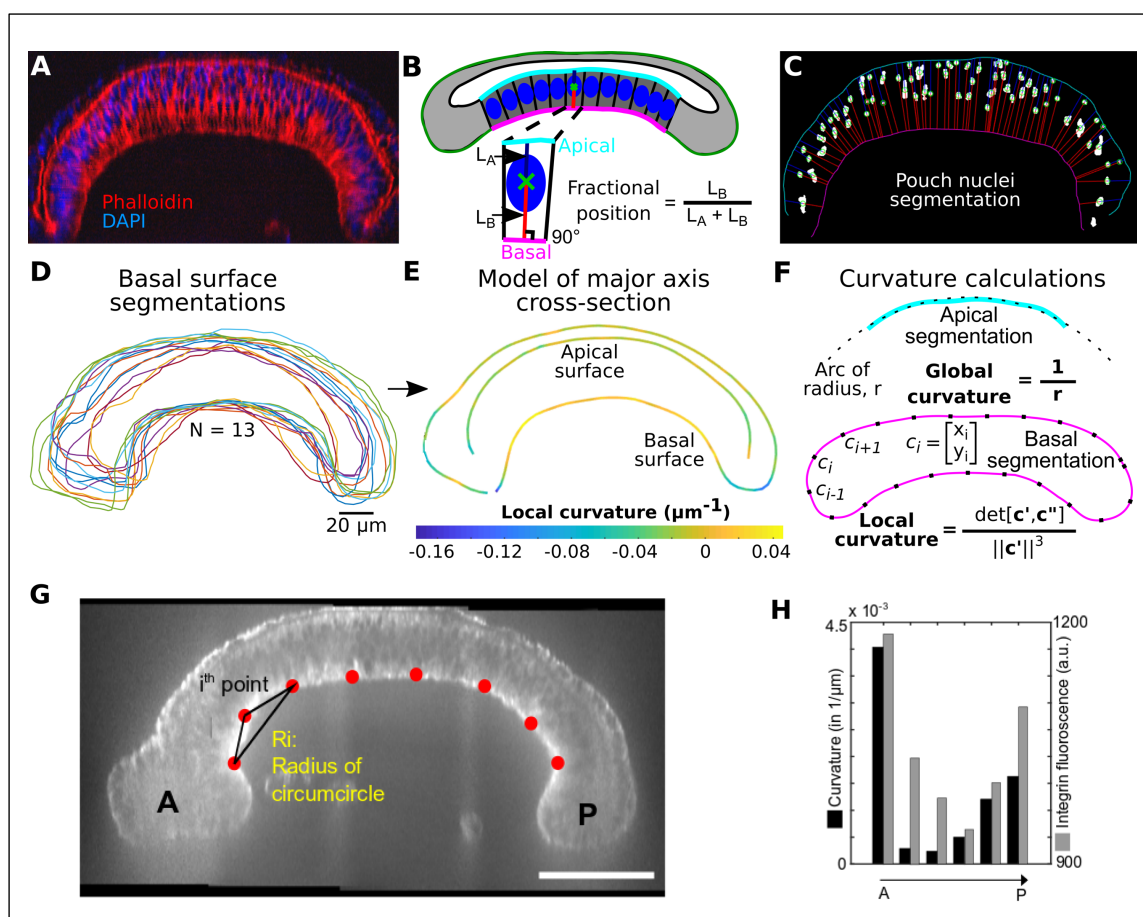 A
Phalloidin
DAPI
B
L_A
Apical
L_B
Fractional
position = L_B / (L_A + L_B)
90°
Basal
C
Pouch nuclei
segmentation
D
Basal surface
segmentations
N = 13
20 µm
E
Model of major axis
cross-section
Apical
surface
Basal
surface
Local curvature (µm⁻¹)
-0.16 -0.12 -0.08 -0.04 0 0.04
F
Curvature calculations
Apical
segmentation
Arc of
radius, r
Global
curvature = 1 / r
c_{i+1}
c_i = [x_i y_i]
c_i
c_{i-1}
Basal
segmentation
Local
curvature = det[c',c"] / ||c'||³
G
iᵗʰ point
Ri:
Radius of
circumcircle
A
P
H
x 10⁻³
4.5
0
Curvature (in 1/µm)
1200
900
Integrin fluoroscence (a.u.)
A
P